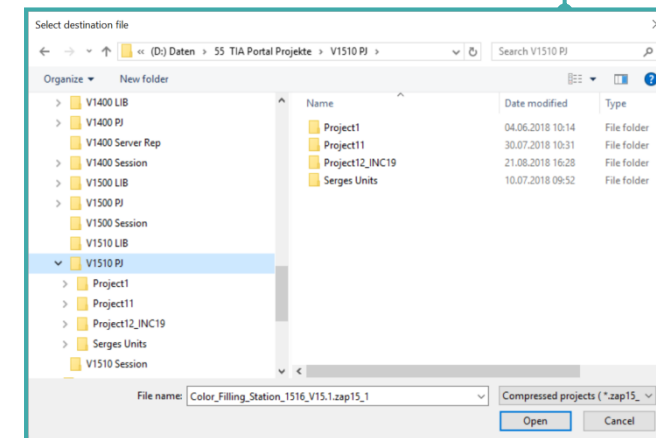 Select destination file
« (D:) Daten › 55 TIA Portal Projekte › V1510 PJ ›
Search V1510 PJ
Organize New folder
Name Date modified Type
V1400 LIB
V1400 PJ
V1400 Server Rep
V1400 Session
V1500 LIB
V1500 PJ
V1500 Session
V1510 LIB
V1510 PJ
Project1
Project11
Project12_INC19
Serges Units
V1510 Session
Project1 04.06.2018 10:14 File folder
Project11 30.07.2018 10:31 File folder
Project12_INC19 21.08.2018 16:28 File folder
Serges Units 10.07.2018 09:52 File folder
File name: Color_Filling_Station_1516_V15.1.zap15_1
Compressed projects ( *.zap15_
Open Cancel